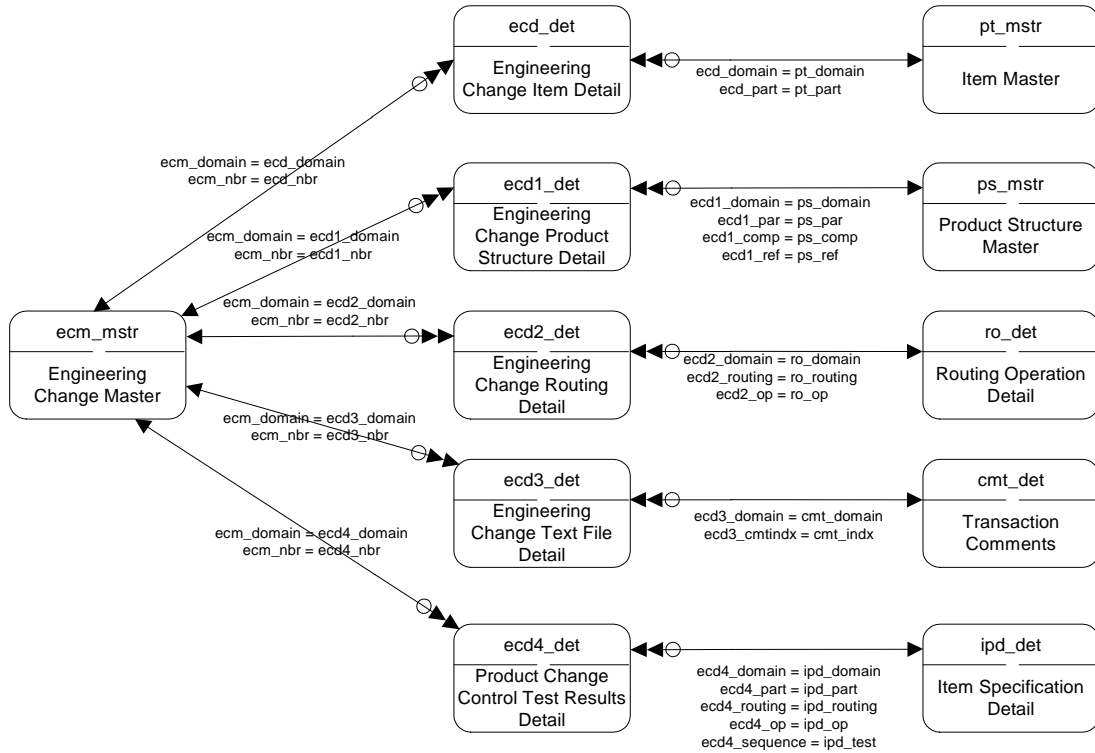 ecd_det
Engineering
Change Item Detail
ecd_domain = pt_domain
ecd_part = pt_part
pt_mstr
Item Master
ecm_domain = ecd_domain
ecm_nbr = ecd_nbr
ecd1_det
Engineering
Change Product
Structure Detail
ecd1_domain = ps_domain
ecd1_par = ps_par
ecd1_comp = ps_comp
ecd1_ref = ps_ref
ps_mstr
Product Structure
Master
ecm_domain = ecd1_domain
ecm_nbr = ecd1_nbr
ecm_mstr
Engineering
Change Master
ecm_domain = ecd2_domain
ecm_nbr = ecd2_nbr
ecd2_det
Engineering
Change Routing
Detail
ecd2_domain = ro_domain
ecd2_routing = ro_routing
ecd2_op = ro_op
ro_det
Routing Operation
Detail
ecm_domain = ecd3_domain
ecm_nbr = ecd3_nbr
ecd3_det
Engineering
Change Text File
Detail
ecd3_domain = cmt_domain
ecd3_cmtindx = cmt_indx
cmt_det
Transaction
Comments
ecm_domain = ecd4_domain
ecm_nbr = ecd4_nbr
ecd4_det
Product Change
Control Test Results
Detail
ecd4_domain = ipd_domain
ecd4_part = ipd_part
ecd4_routing = ipd_routing
ecd4_op = ipd_op
ecd4_sequence = ipd_test
ipd_det
Item Specification
Detail